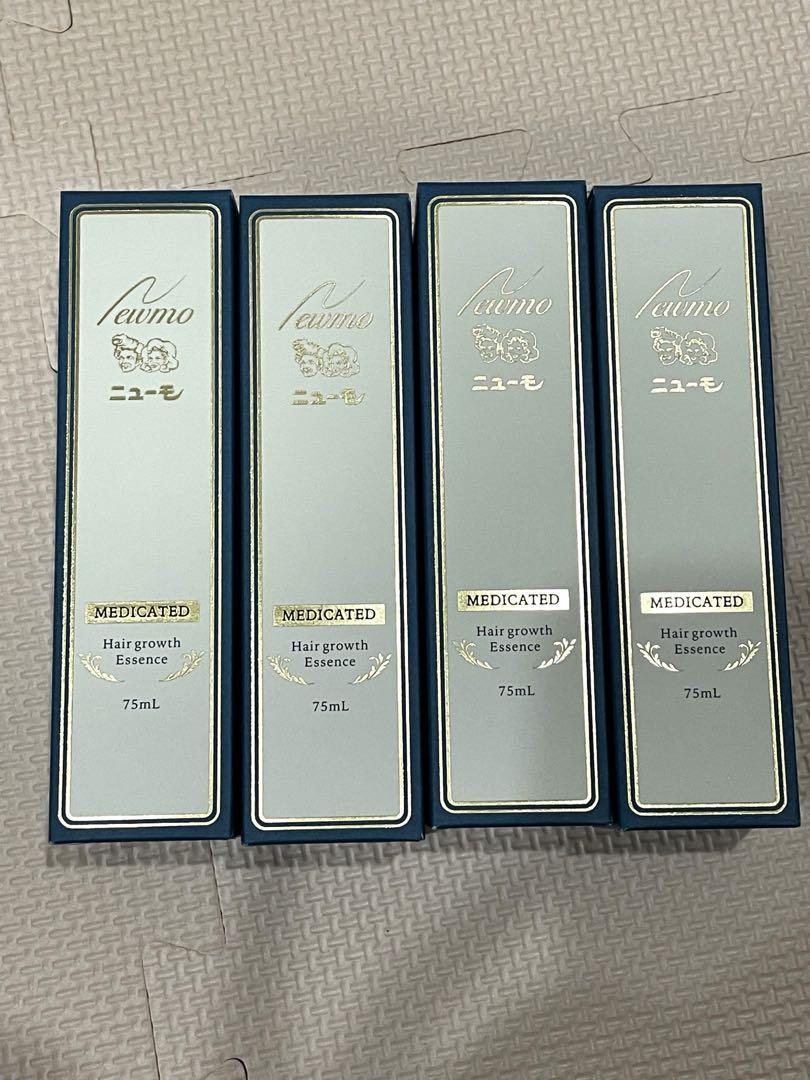 Newmo
ニューモ
MEDICATED
Hair growth
Essence
75mL
Newmo
ニューモ
MEDICATED
Hair growth
Essence
75mL
Newmo
ニューモ
MEDICATED
Hair growth
Essence
75mL
Newmo
ニューモ
MEDICATED
Hair growth
Essence
75mL